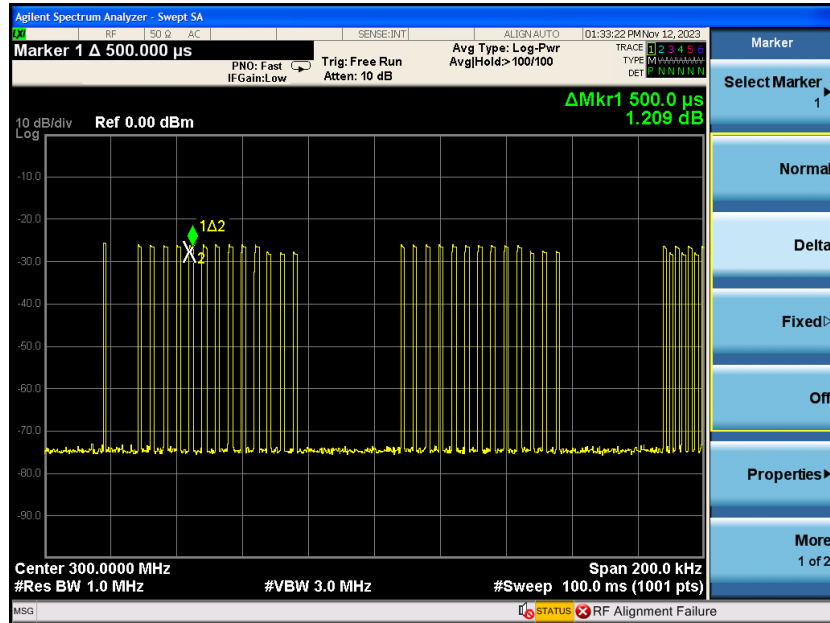 Agilent Spectrum Analyzer - Swept SA
LXI RF 50 Ω AC SENSE:INT ALIGN AUTO 01:33:22 PM Nov 12, 2023
Marker 1 Δ 500.000 µs
PNO: Fast
IFGain:Low
Trig: Free Run
Atten: 10 dB
Avg Type: Log-Pwr
Avg|Hold:>100/100
TRACE 1 2 3 4 5 6
TYPE M
DET P N N N N N
ΔMkr1 500.0 µs
1.209 dB
10 dB/div Ref 0.00 dBm
Log
-10.0
-20.0
-30.0
-40.0
-50.0
-60.0
-70.0
-80.0
-90.0
1Δ2
X2
Center 300.0000 MHz Span 200.0 kHz
#Res BW 1.0 MHz #VBW 3.0 MHz #Sweep 100.0 ms (1001 pts)
MSG STATUS RF Alignment Failure
Marker
Select Marker
1
Normal
Delta
Fixed
Off
Properties
More
1 of 2